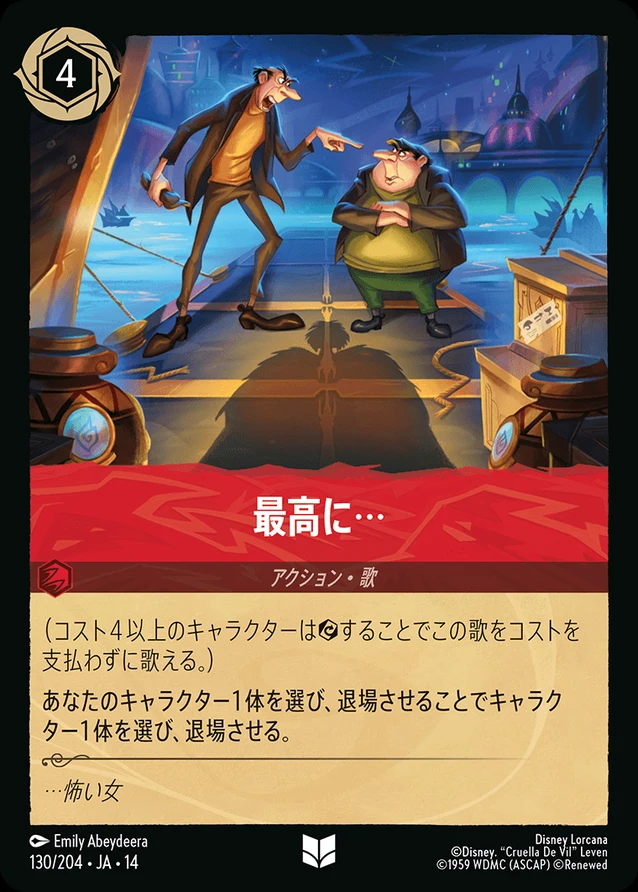 4
最高に…
アクション・歌
(コスト4以上のキャラクターはすることでこの歌をコストを
支払わずに歌える。)
あなたのキャラクター1体を選び、退場させることでキャラク
ター1体を選び、退場させる。
…怖い女
Emily Abeydeera
130/204・JA・14
Disney Lorcana
©Disney. “Cruella De Vil” Leven
©1959 WDMC (ASCAP) ©Renewed